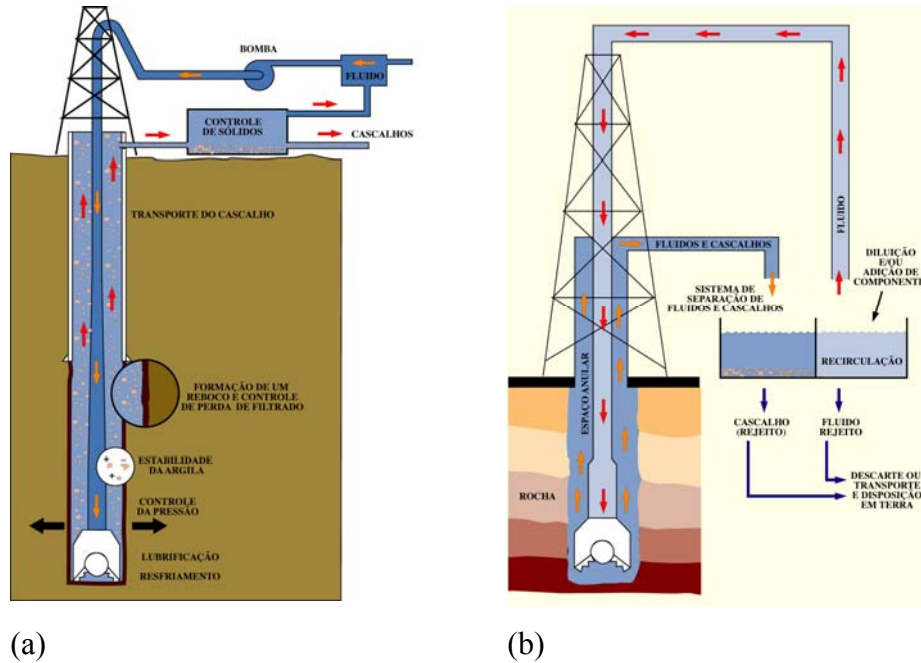 BOMBA
FLUIDO
CONTROLE
DE SÓLIDOS
CASCALHOS
TRANSPORTE DO CASCALHO
FORMAÇÃO DE UM
REBOCO E CONTROLE
DE PERDA DE FILTRADO
ESTABILIDADE
DA ARGILA
CONTROLE
DA PRESSÃO
LUBRIFICAÇÃO
RESFRIAMENTO
(a)
FLUIDO
FLUIDOS E CASCALHOS
DILUIÇÃO
E/OU
ADIÇÃO DE
COMPONENTE
SISTEMA DE
SEPARAÇÃO DE
FLUIDOS E CASCALHOS
RECIRCULAÇÃO
ESPAÇO ANULAR
CASCALHO
(REJEITO)
FLUIDO
REJEITO
ROCHA
DESCARTE OU
TRANSPORTE
E DISPOSIÇÃO
EM TERRA
(b)